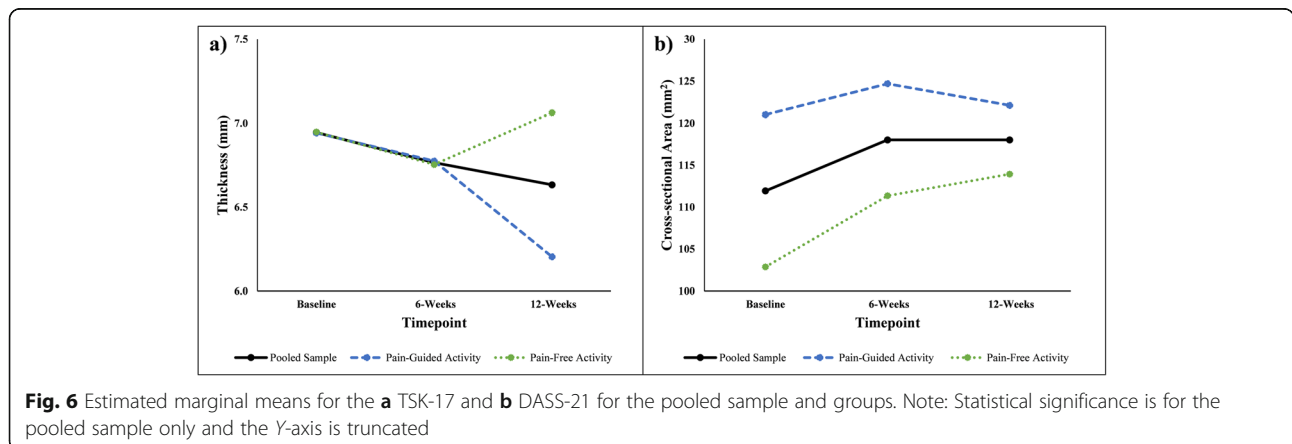 a)
7.5
7.0
6.5
6.0
Thickness (mm)
Baseline
6-Weeks
12-Weeks
Timepoint
Pooled Sample
Pain-Guided Activity
Pain-Free Activity
b)
30
125
120
115
110
105
100
Cross-sectional Area (mm²)
Baseline
6-Weeks
12-Weeks
Timepoint
Pooled Sample
Pain-Guided Activity
Pain-Free Activity
Fig. 6 Estimated marginal means for the a TSK-17 and b DASS-21 for the pooled sample and groups. Note: Statistical significance is for the
pooled sample only and the Y-axis is truncated